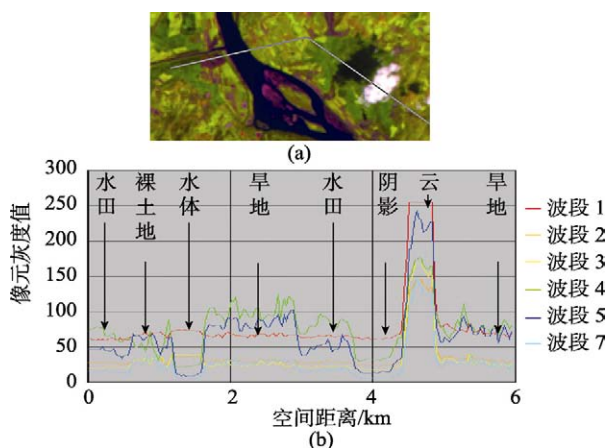 (a)
300
250
200
150
100
50
0
像元灰度值
水田
裸土地
水体
旱地
水田
阴影
云
旱地
波段 1
波段 2
波段 3
波段 4
波段 5
波段 7
0
2
4
6
空间距离/km
(b)